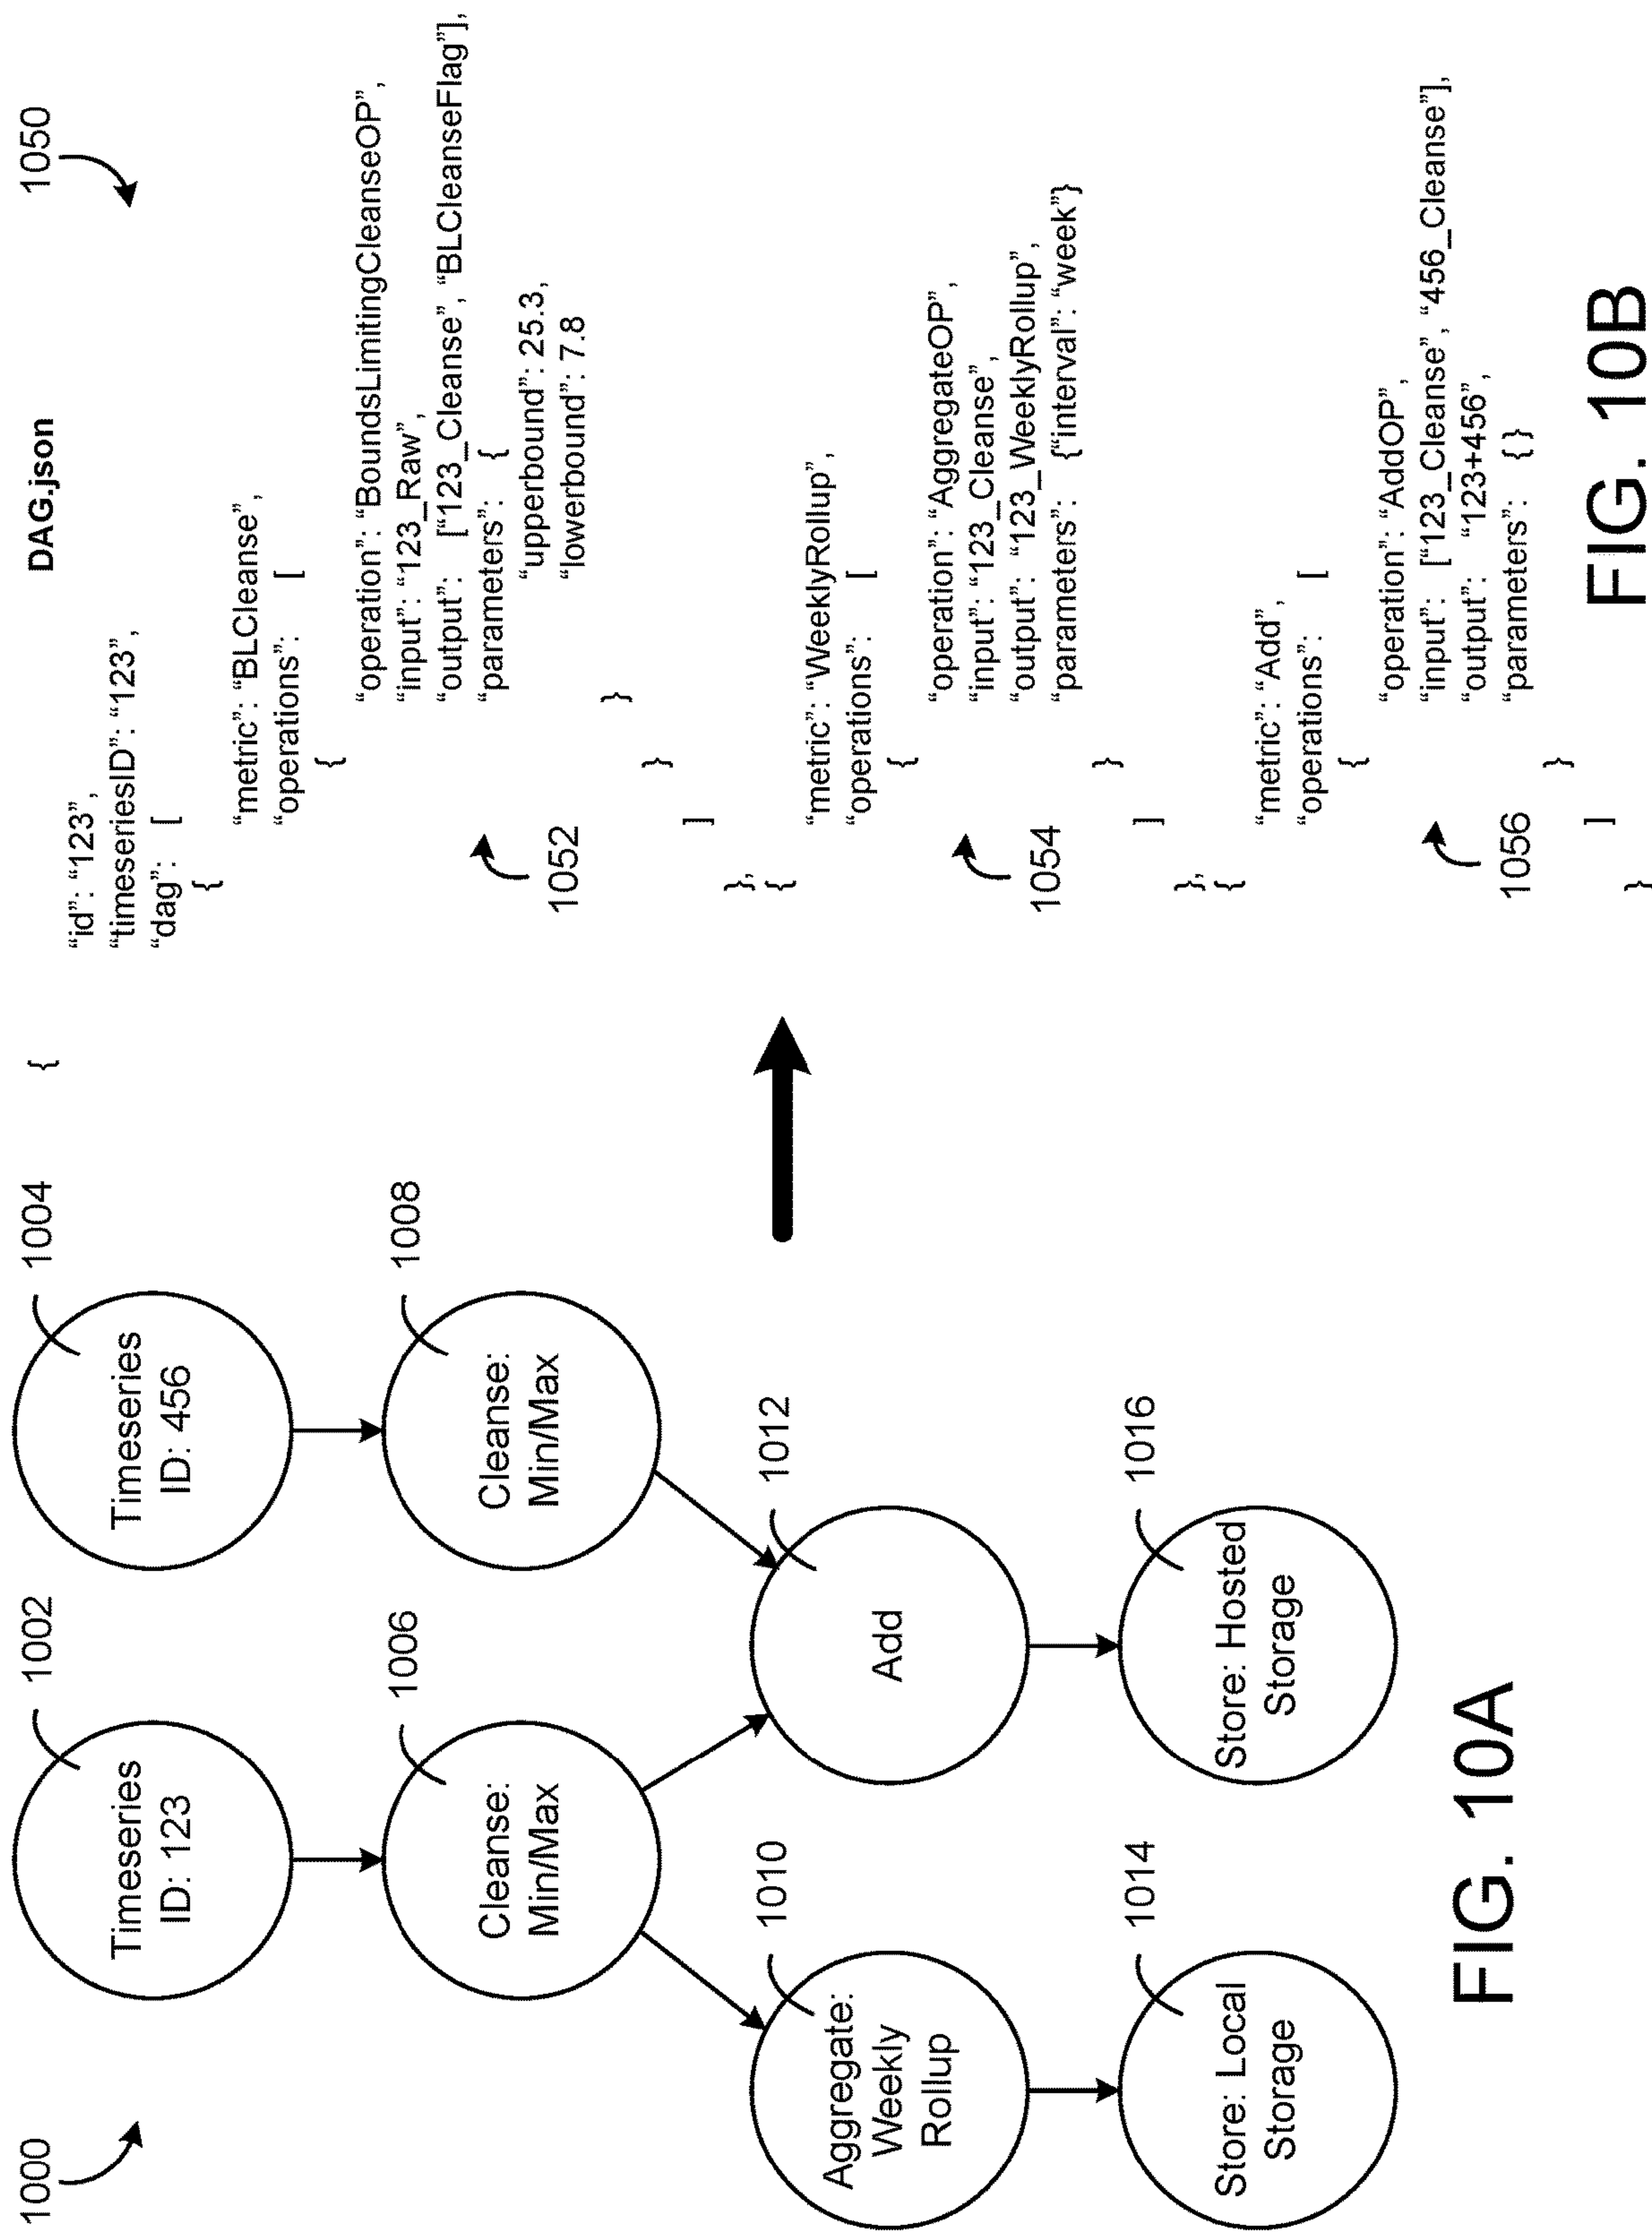 1000
1002
Timeseries
ID: 123
1004
Timeseries
ID: 456
1006
Cleanse:
Min/Max
1008
Cleanse:
Min/Max
1010
Aggregate:
Weekly
Rollup
1012
Add
1014
Store: Local
Storage
1016
Store: Hosted
Storage
FIG. 10A
DAG.json
1050
{
“id”: “123”,
“timeseriesID”: “123”,
“dag”: [
{
“metric”: “BLCleanse”,
“operations”: [
{
“operation”: “BoundsLimitingCleanseOP”,
“input”: “123_Raw”,
“output”: [“123_Cleanse”, “BLCleanseFlag”],
“parameters”: {
“upperbound”: 25.3,
“lowerbound”: 7.8
}
}
]
1052
},
{
“metric”: “WeeklyRollup”,
“operations”: [
{
“operation”: “AggregateOP”,
“input”: “123_Cleanse”,
“output”: “123_WeeklyRollup”,
“parameters”: {“interval”: “week”}
}
]
1054
},
{
“metric”: “Add”,
“operations”: [
{
“operation”: “AddOP”,
“input”: [“123_Cleanse”, “456_Cleanse”],
“output”: “123+456”,
“parameters”: { }
}
]
1056
}
FIG. 10B